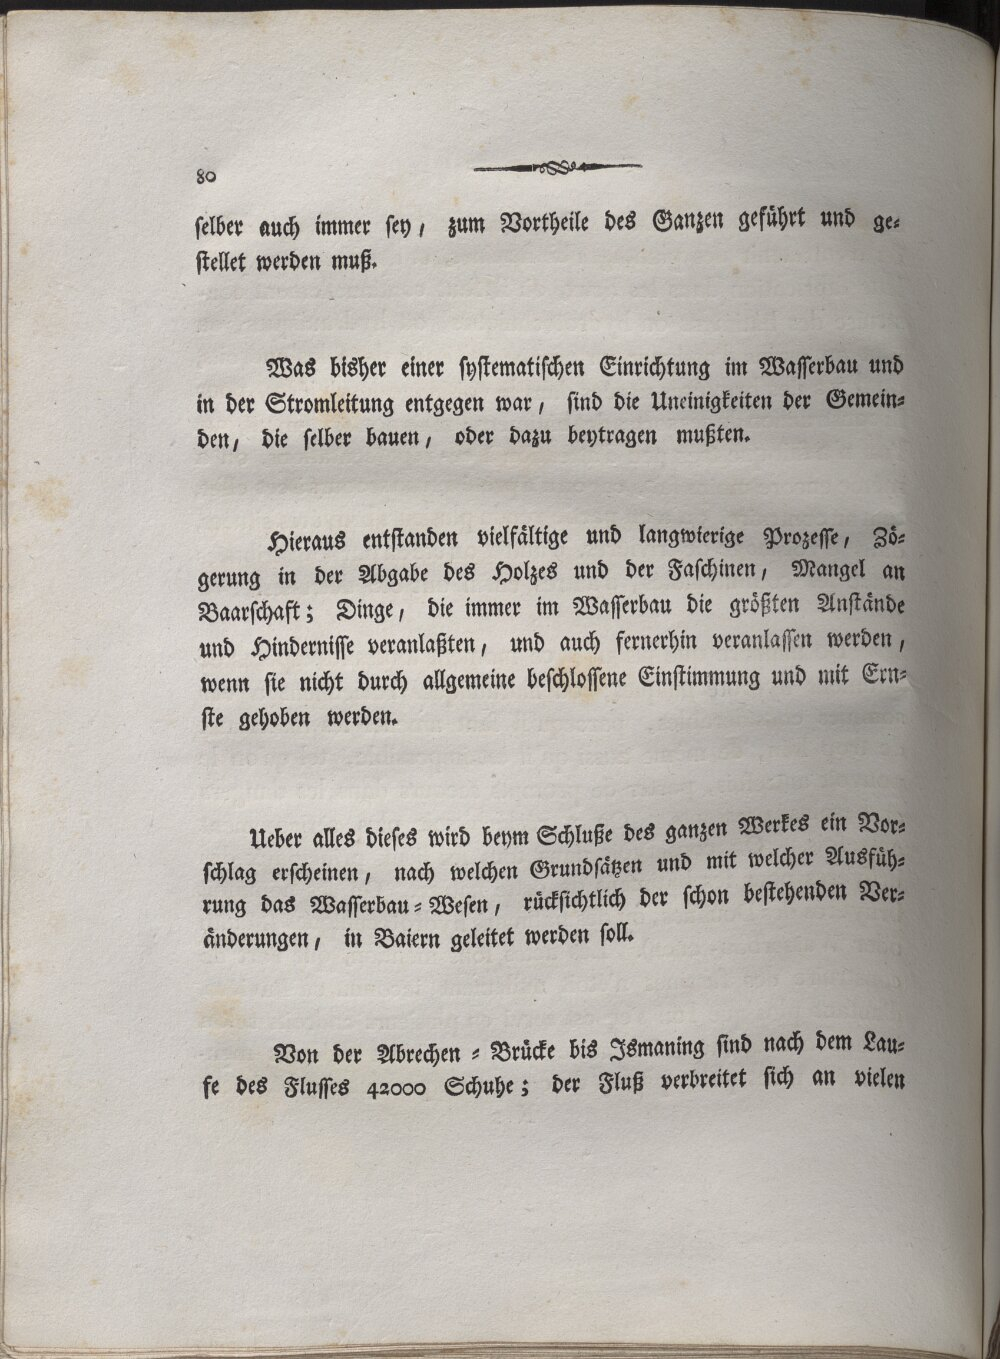 80
selber auch immer sey, zum Vortheile des Ganzen geführt und ge-
stellet werden muß.
Was bisher einer systematischen Einrichtung im Wasserbau und
in der Stromleitung entgegen war, sind die Uneinigkeiten der Gemein-
den, die selber bauen, oder dazu beytragen mußten.
Hieraus entstanden vielfältige und langwierige Prozesse, Zö-
gerung in der Abgabe des Holzes und der Faschinen, Mangel an
Baarschaft; Dinge, die immer im Wasserbau die größten Anstände
und Hindernisse veranlaßten, und auch fernerhin veranlassen werden,
wenn sie nicht durch allgemeine beschlossene Einstimmung und mit Ern-
ste gehoben werden.
Ueber alles dieses wird beym Schluße des ganzen Werkes ein Vor-
schlag erscheinen, nach welchen Grundsätzen und mit welcher Ausfüh-
rung das Wasserbau-Wesen, rücksichtlich der schon bestehenden Ver-
änderungen, in Baiern geleitet werden soll.
Von der Abrechen-Brücke bis Ismaning sind nach dem Lau-
fe des Flusses 42000 Schuhe; der Fluß verbreitet sich an vielen